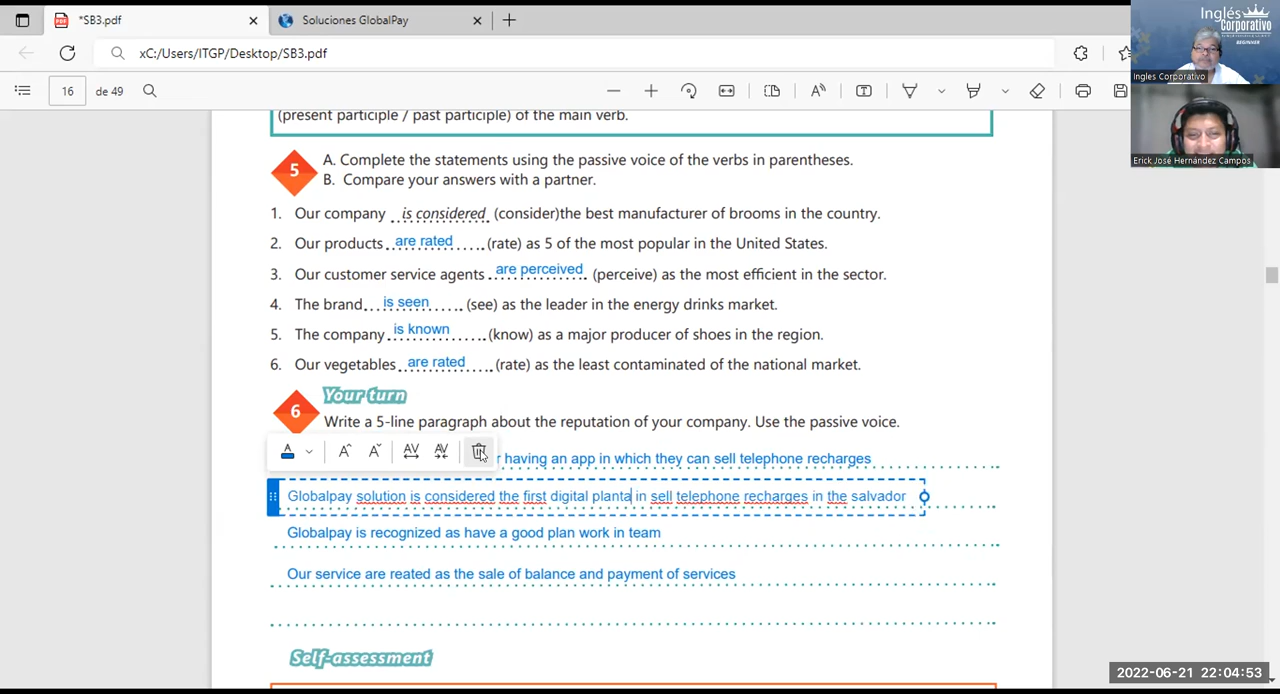 *SB3.pdf
Soluciones GlobalPay
xC:/Users/ITGP/Desktop/SB3.pdf
16 de 49
Inglés
Corporativo
BEGINNER
Ingles Corporativo
Erick José Hernández Campos
(present participle / past participle) of the main verb.
5
A. Complete the statements using the passive voice of the verbs in parentheses.
B. Compare your answers with a partner.
1. Our company is considered (consider)the best manufacturer of brooms in the country.
2. Our products are rated (rate) as 5 of the most popular in the United States.
3. Our customer service agents are perceived (perceive) as the most efficient in the sector.
4. The brand is seen (see) as the leader in the energy drinks market.
5. The company is known (know) as a major producer of shoes in the region.
6. Our vegetables are rated (rate) as the least contaminated of the national market.
6
Your turn
Write a 5-line paragraph about the reputation of your company. Use the passive voice.
r having an app in which they can sell telephone recharges
Globalpay solution is considered the first digital planta in sell telephone recharges in the salvador
Globalpay is recognized as have a good plan work in team
Our service are reated as the sale of balance and payment of services
Self-assessment
2022-06-21 22:04:53